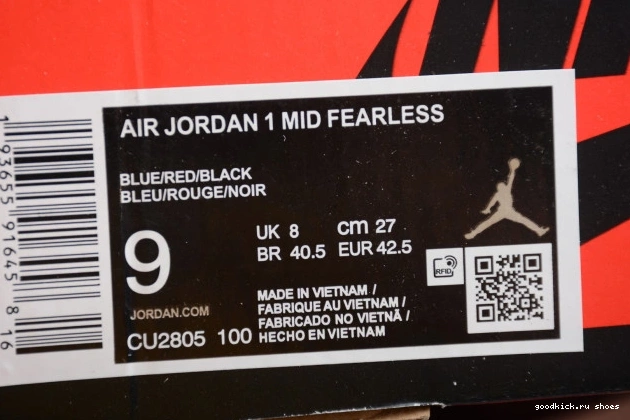 AIR JORDAN 1 MID FEARLESS
BLUE/RED/BLACK
BLEU/ROUGE/NOIR
9
UK 8 cm 27
BR 40.5 EUR 42.5
RFID
JORDAN.COM
CU2805 100
MADE IN VIETNAM /
FABRIQUE AU VIETNAM /
FABRICADO NO VIETNÃ /
HECHO EN VIETNAM
1 93655 91645 8 16
goodkick.ru shoes